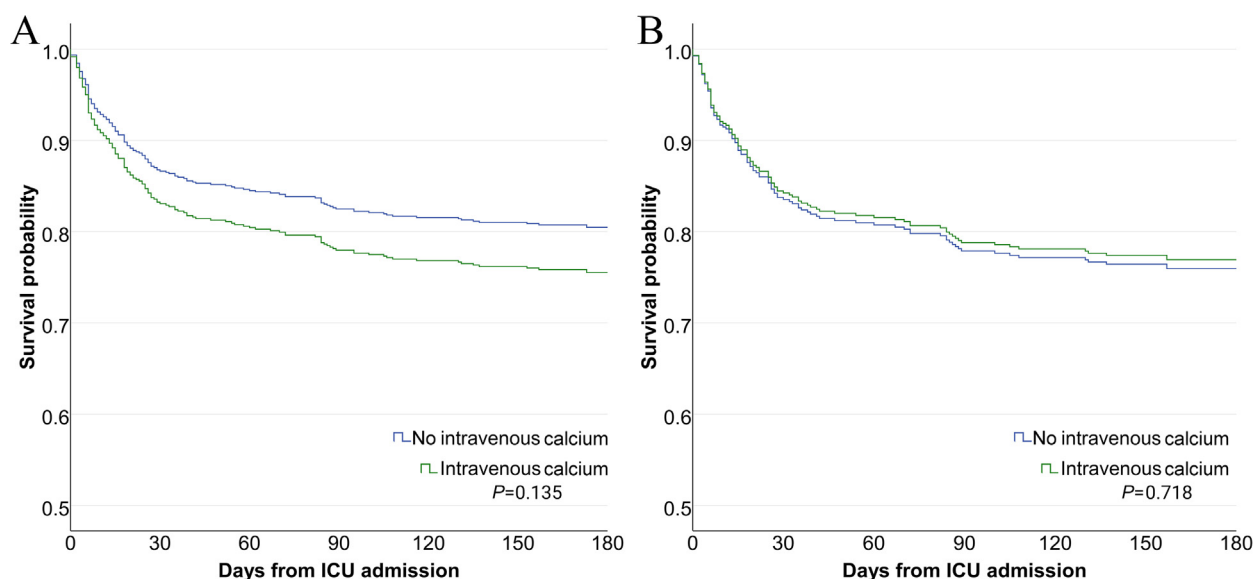 A
1.0
0.9
0.8
0.7
0.6
0.5
Survival probability
No intravenous calcium
Intravenous calcium
P=0.135
0 30 60 90 120 150 180
Days from ICU admission
B
1.0
0.9
0.8
0.7
0.6
0.5
Survival probability
No intravenous calcium
Intravenous calcium
P=0.718
0 30 60 90 120 150 180
Days from ICU admission